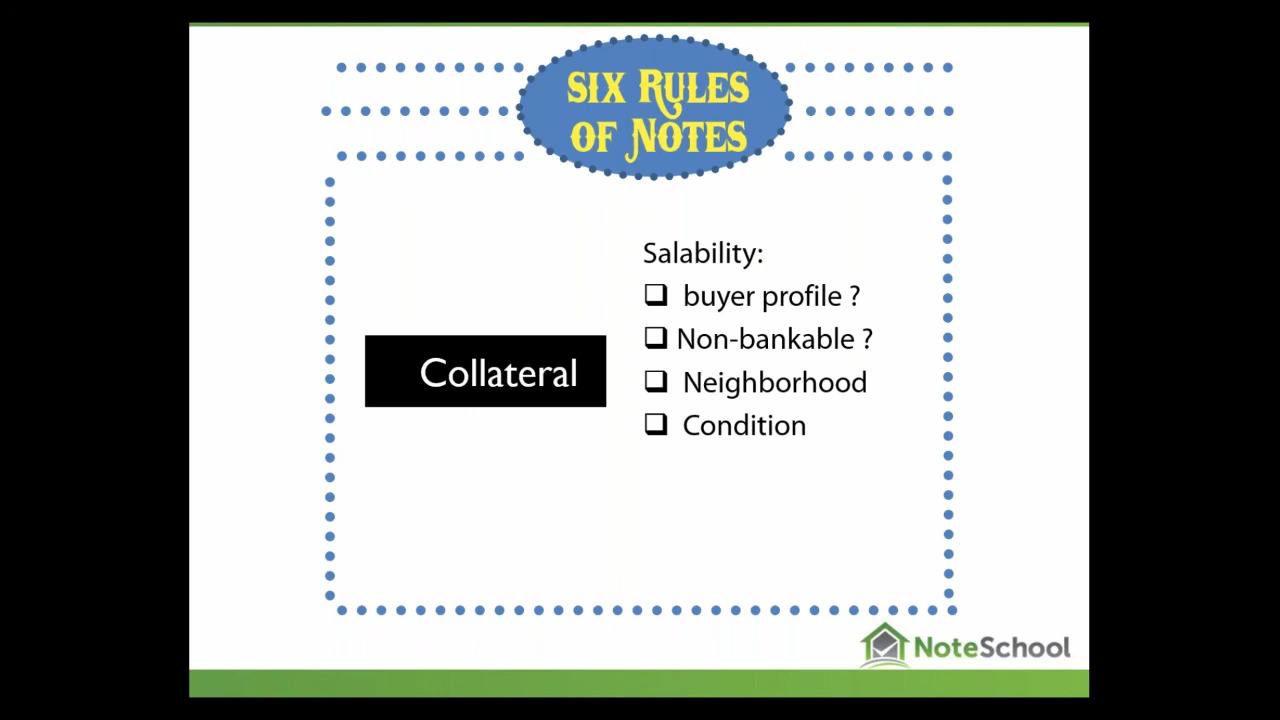 SIX RULES
OF NOTES
Salability:
❑ buyer profile ?
❑ Non-bankable ?
❑ Neighborhood
❑ Condition
Collateral
NoteSchool